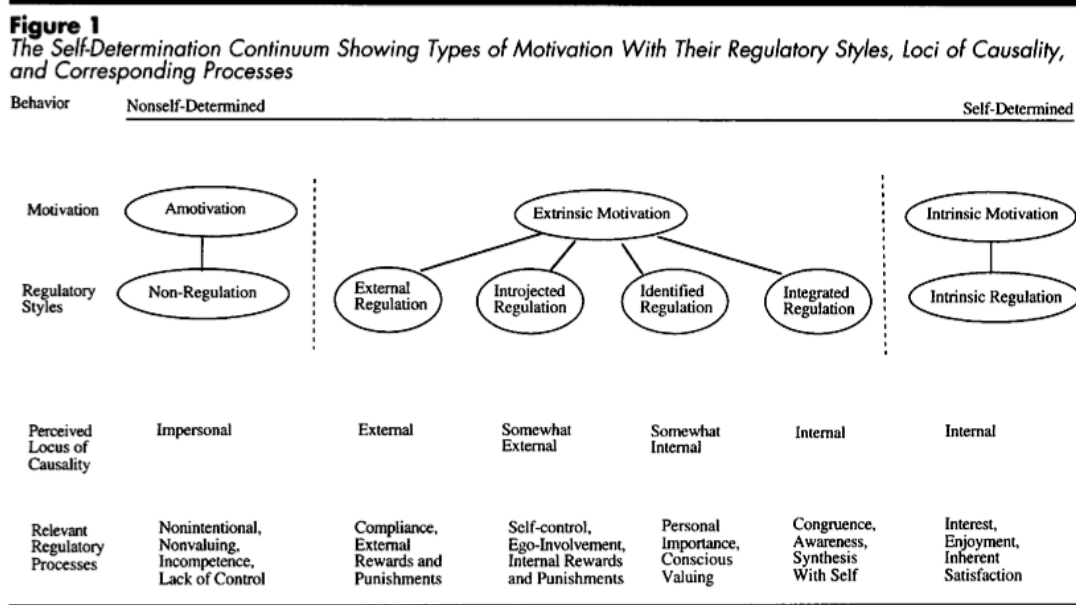 Figure 1
The Self-Determination Continuum Showing Types of Motivation With Their Regulatory Styles, Loci of Causality,
and Corresponding Processes
Behavior Nonself-Determined Self-Determined
Motivation Amotivation Extrinsic Motivation Intrinsic Motivation
Regulatory
Styles
Non-Regulation
External
Regulation
Introjected
Regulation
Identified
Regulation
Integrated
Regulation
Intrinsic Regulation
Perceived
Locus of
Causality
Impersonal
External
Somewhat
External
Somewhat
Internal
Internal
Internal
Relevant
Regulatory
Processes
Nonintentional,
Nonvaluing,
Incompetence,
Lack of Control
Compliance,
External
Rewards and
Punishments
Self-control,
Ego-Involvement,
Internal Rewards
and Punishments
Personal
Importance,
Conscious
Valuing
Congruence,
Awareness,
Synthesis
With Self
Interest,
Enjoyment,
Inherent
Satisfaction